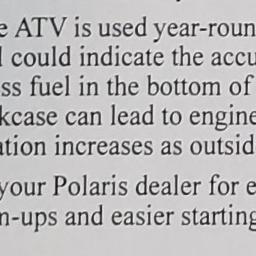 e ATV is used year-roun
l could indicate the accu
ss fuel in the bottom of
kcase can lead to engine
ation increases as outsid
your Polaris dealer for e
n-ups and easier starting